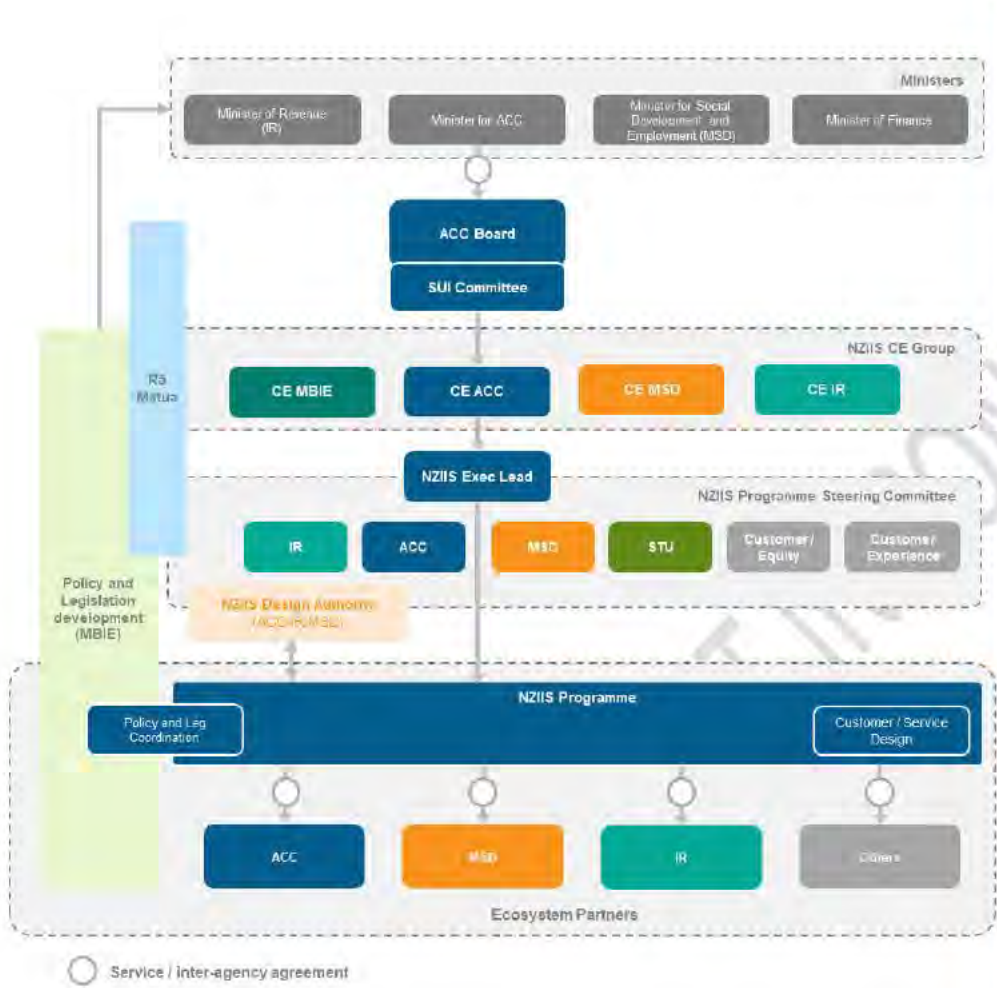 Ministers
Minister of Revenue
(IR)
Minister for ACC
Minister for Social
Development and
Employment (MSD)
Minister of Finance
ACC Board
SUI Committee
NZIIS CE Group
Rō
Matua
CE MBIE
CE ACC
CE MSD
CE IR
NZIIS Exec Lead
NZIIS Programme Steering Committee
IR
ACC
MSD
STU
Customer /
Equity
Customer
Experience
Policy and
Legislation
development
(MBIE)
NZIIS Design Authority
(ACC/IR/MSD)
NZIIS Programme
Policy and Leg
Coordination
Customer / Service
Design
ACC
MSD
IR
Others
Ecosystem Partners
Service / inter-agency agreement